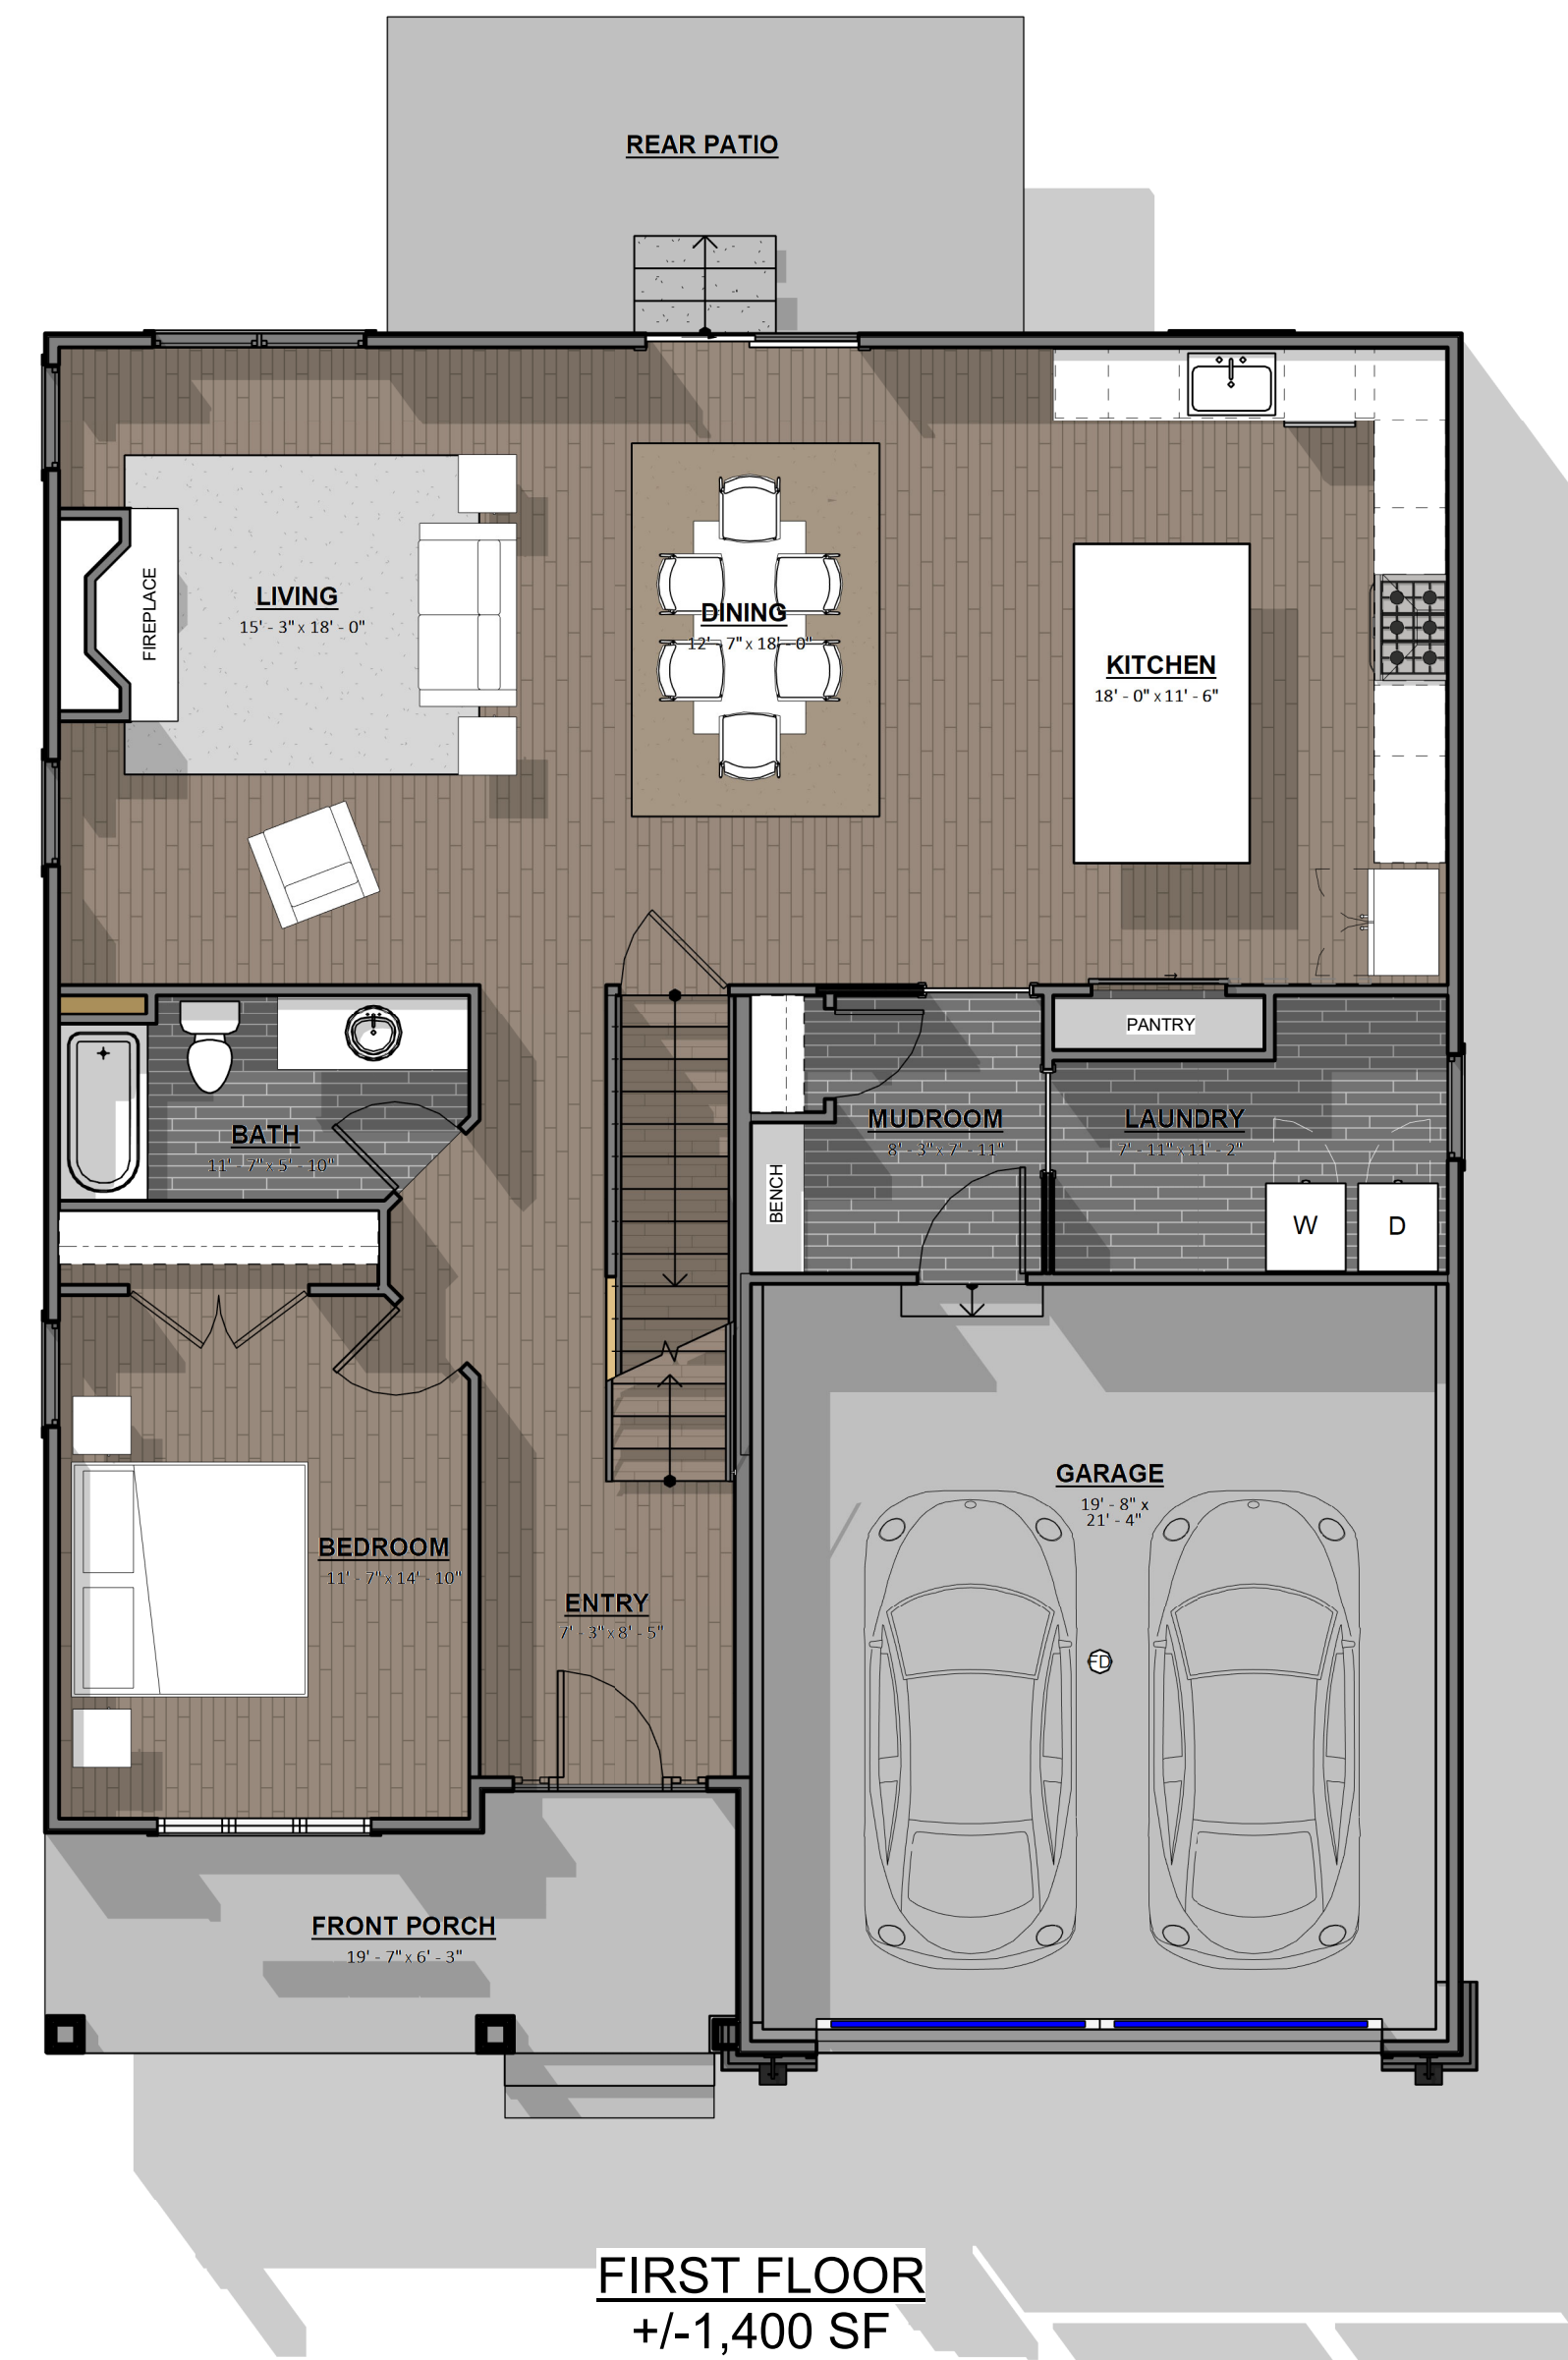 REAR PATIO
FIREPLACE
LIVING
15' - 3" x 18' - 0"
DINING
12' - 7" x 18' - 0"
KITCHEN
18' - 0" x 11' - 6"
PANTRY
BATH
11' - 7" x 5' - 10"
MUDROOM
8' - 3" x 7' - 11"
LAUNDRY
7' - 11" x 11' - 2"
BENCH
W
D
GARAGE
19' - 8" x
21' - 4"
BEDROOM
11' - 7" x 14' - 10"
ENTRY
7' - 3" x 8' - 5"
FD
FRONT PORCH
19' - 7" x 6' - 3"
FIRST FLOOR
+/-1,400 SF